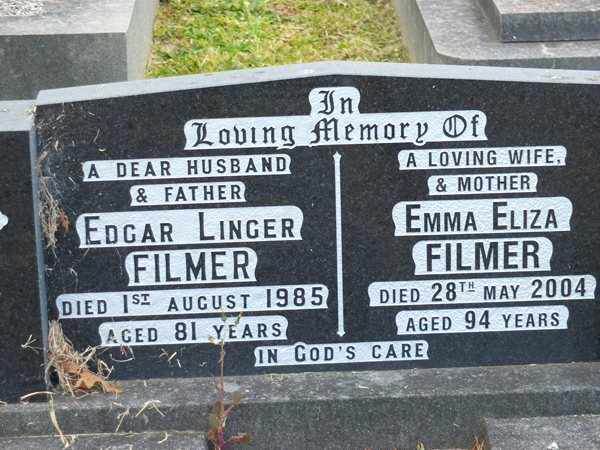 In
Loving Memory Of
A DEAR HUSBAND
& FATHER
EDGAR LINGER
FILMER
DIED 1ST AUGUST 1985
AGED 81 YEARS
A LOVING WIFE,
& MOTHER
EMMA ELIZA
FILMER
DIED 28TH MAY 2004
AGED 94 YEARS
IN GOD'S CARE